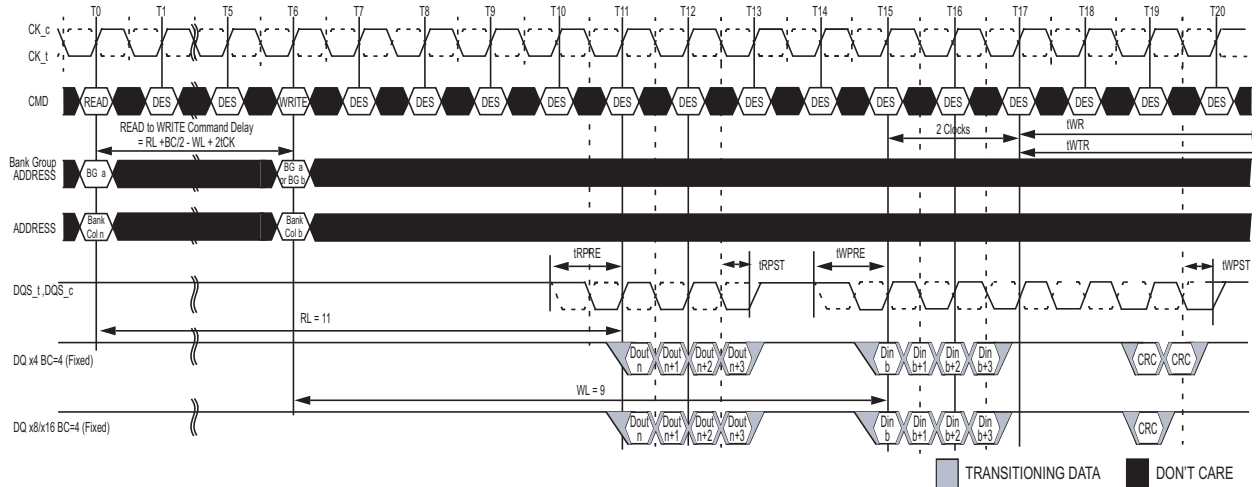 T0 T1 T5 T6 T7 T8 T9 T10 T11 T12 T13 T14 T15 T16 T17 T18 T19 T20
CK_c
CK_t
CMD READ DES DES WRITE DES DES DES DES DES DES DES DES DES DES DES DES DES DES
READ to WRITE Command Delay
= RL +BC/2 - WL + 2tCK
2 Clocks
tWR
tWTR
Bank Group
ADDRESS
BG a
BG a
or BG b
ADDRESS
Bank
Col n
Bank
Col b
tRPRE tRPST tWPRE tWPST
DQS_t ,DQS_c
RL = 11
DQ x4 BC=4 (Fixed)
Dout
n
Dout
n+1
Dout
n+2
Dout
n+3
Din
b
Din
b+1
Din
b+2
Din
b+3
CRC CRC
WL = 9
DQ x8/x16 BC=4 (Fixed)
Dout
n
Dout
n+1
Dout
n+2
Dout
n+3
Din
b
Din
b+1
Din
b+2
Din
b+3
CRC
TRANSITIONING DATA DON'T CARE